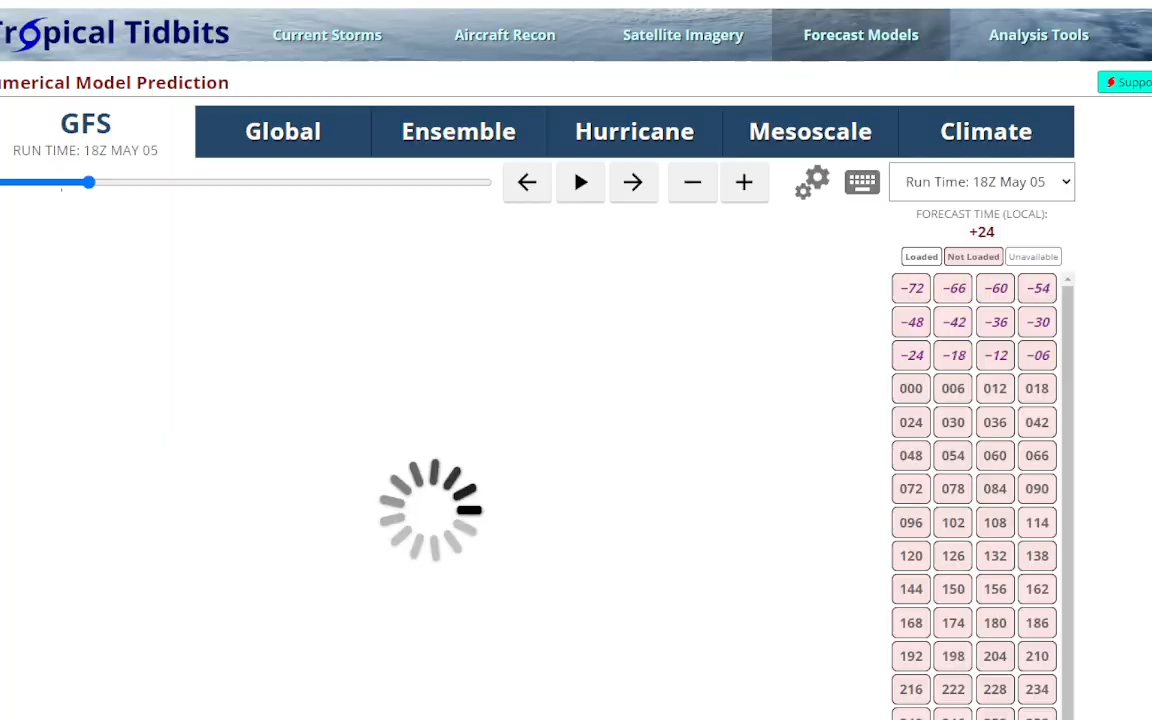 Tropical Tidbits
Current Storms
Aircraft Recon
Satellite Imagery
Forecast Models
Analysis Tools
umerical Model Prediction
Suppo
GFS
RUN TIME: 18Z MAY 05
Global
Ensemble
Hurricane
Mesoscale
Climate
Run Time: 18Z May 05
FORECAST TIME (LOCAL):
+24
Loaded Not Loaded Unavailable
−72 −66 −60 −54
−48 −42 −36 −30
−24 −18 −12 −06
000 006 012 018
024 030 036 042
048 054 060 066
072 078 084 090
096 102 108 114
120 126 132 138
144 150 156 162
168 174 180 186
192 198 204 210
216 222 228 234